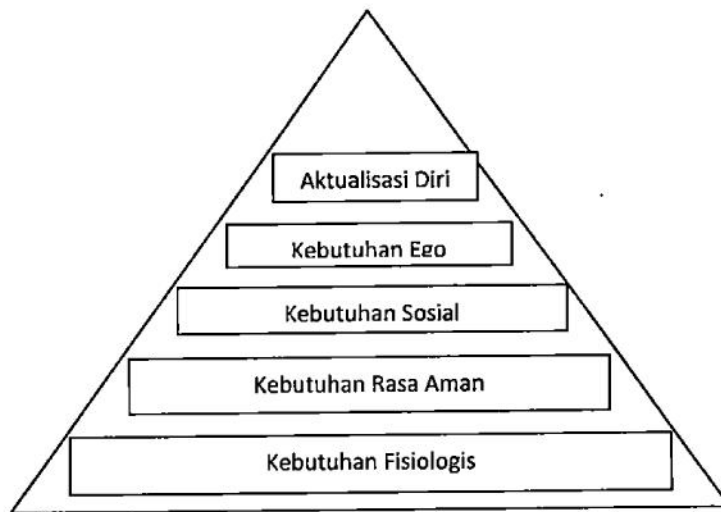 Aktualisasi Diri
Kebutuhan Ego
Kebutuhan Sosial
Kebutuhan Rasa Aman
Kebutuhan Fisiologis